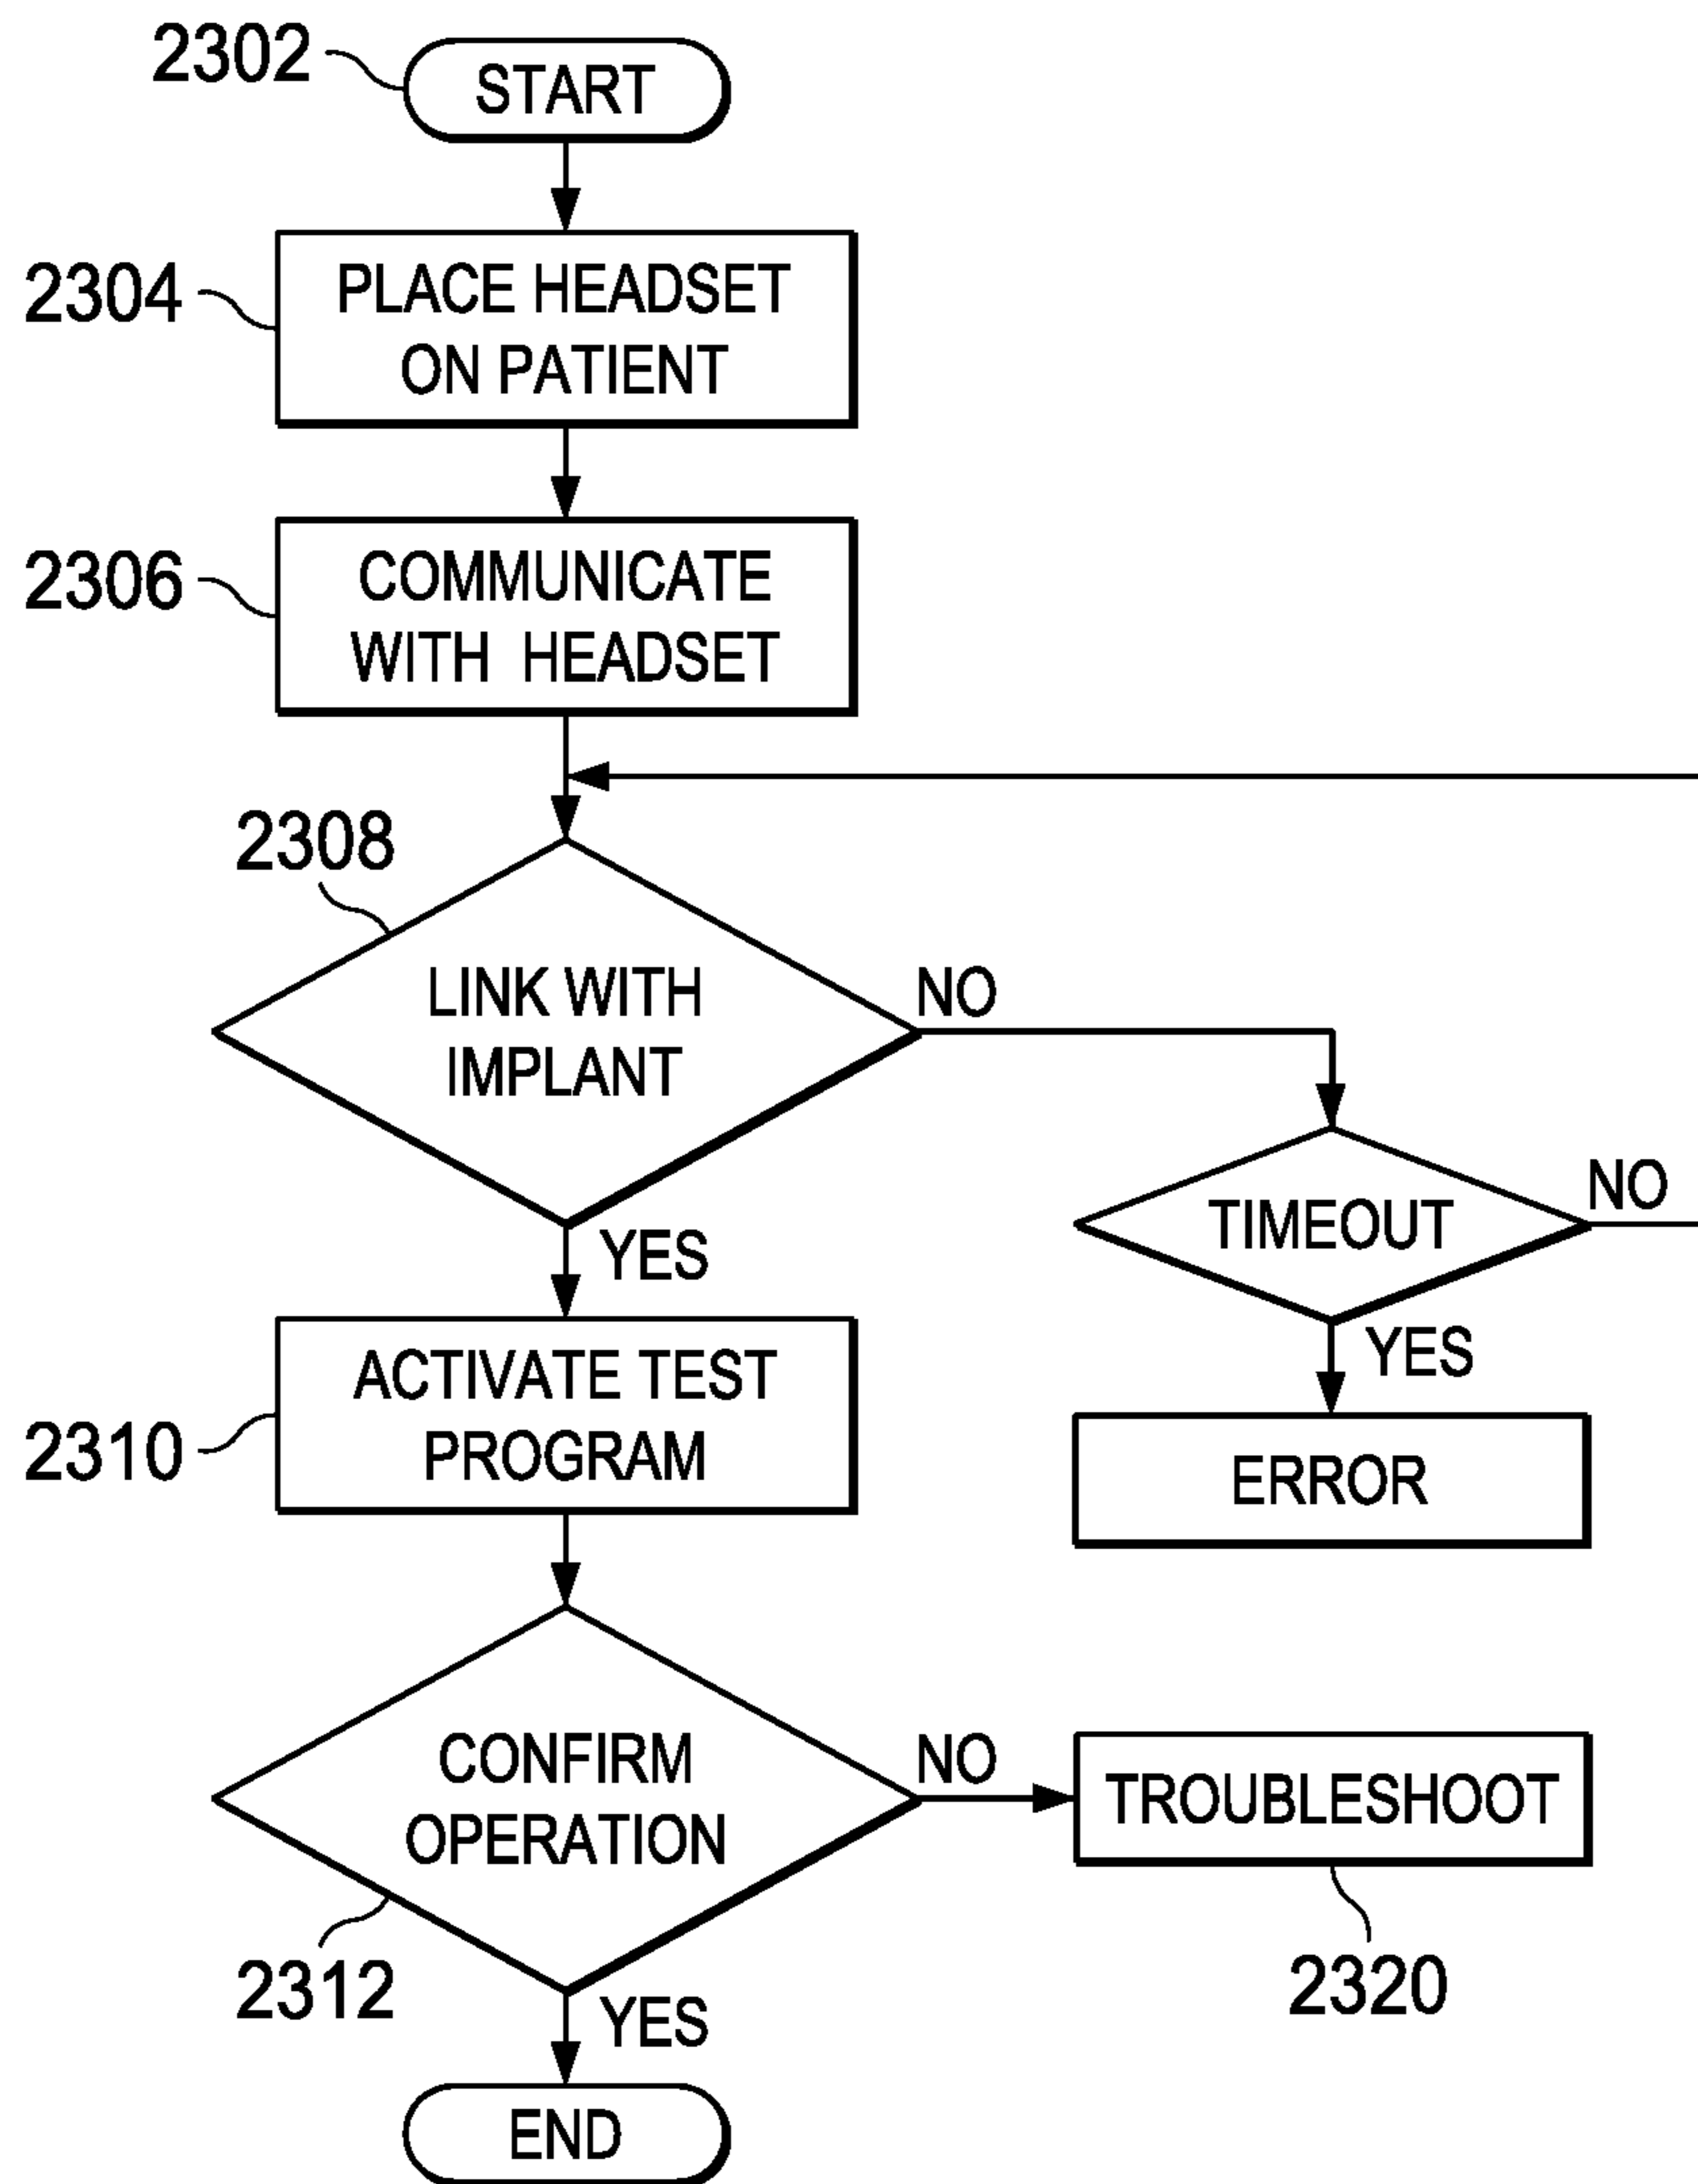 2302
START
2304
PLACE HEADSET
ON PATIENT
2306
COMMUNICATE
WITH HEADSET
2308
LINK WITH
IMPLANT
NO
TIMEOUT
NO
YES
YES
ACTIVATE TEST
PROGRAM
2310
ERROR
CONFIRM
OPERATION
NO
TROUBLESHOOT
2312
2320
YES
END